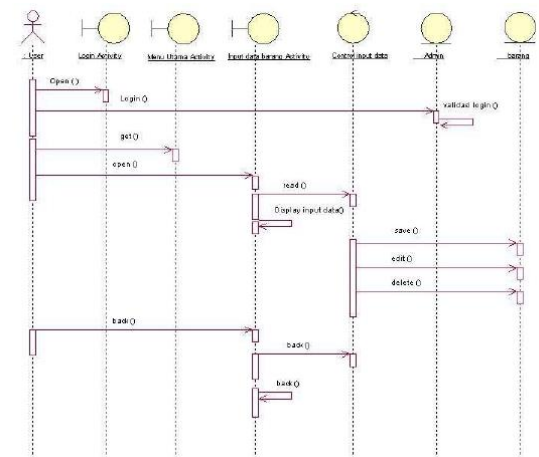 : User
Login Activity
Menu Utama Activity
Input data barang Activity
Control input data
Admin
barang
Open ()
Login ()
validasi login ()
get ()
open ()
read ()
Display input data()
save ()
edit ()
delete ()
back ()
back ()
back ()